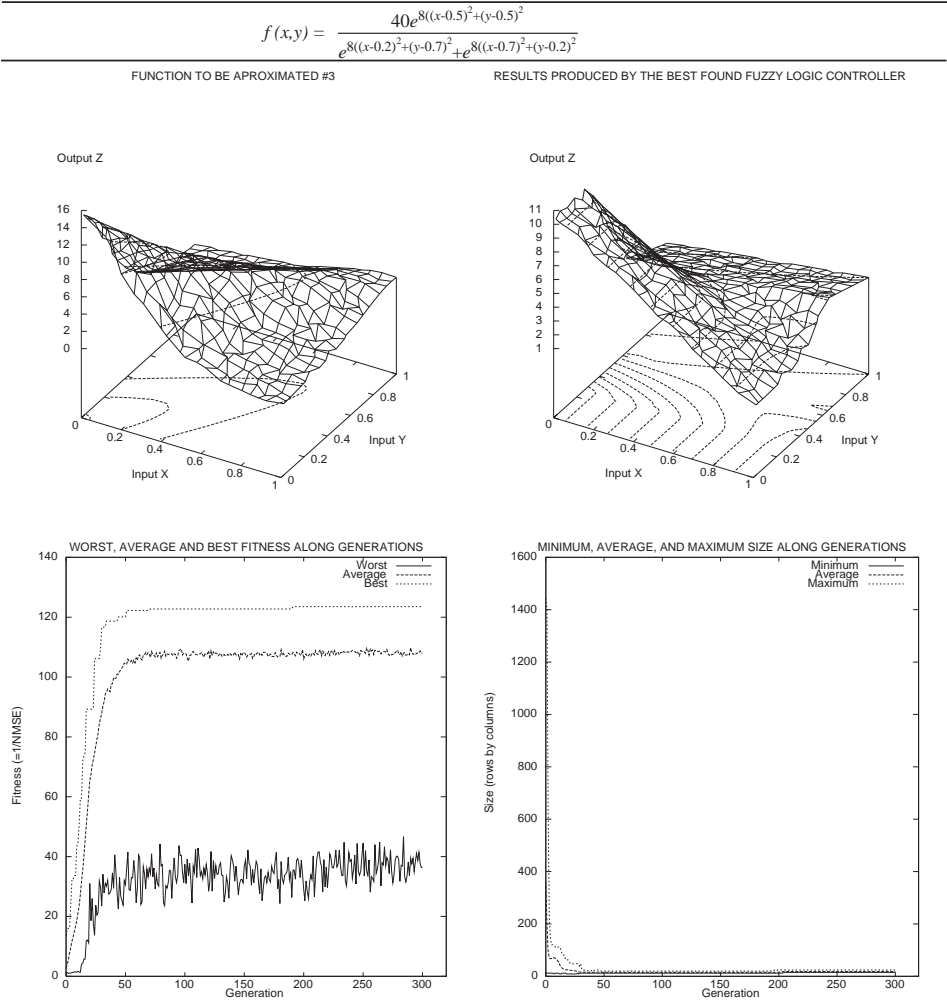 f (x,y) = 40e^8((x-0.5)^2+(y-0.5)^2 / e^8((x-0.2)^2+(y-0.7)^2+e^8((x-0.7)^2+(y-0.2)^2
FUNCTION TO BE APROXIMATED #3
RESULTS PRODUCED BY THE BEST FOUND FUZZY LOGIC CONTROLLER
Output Z
16
14
12
10
8
6
4
2
0
0
0.2
0.4
0.6
0.8
1
Input X
0
0.2
0.4
0.6
0.8
1
Input Y
Output Z
11
10
9
8
7
6
5
4
3
2
1
0
0.2
0.4
0.6
0.8
1
Input X
0
0.2
0.4
0.6
0.8
1
Input Y
WORST, AVERAGE AND BEST FITNESS ALONG GENERATIONS
Worst
Average
Best
140
120
100
80
60
40
20
0
Fitness (=1/NMSE)
0 50 100 150 200 250 300
Generation
MINIMUM, AVERAGE, AND MAXIMUM SIZE ALONG GENERATIONS
Minimum
Average
Maximum
1600
1400
1200
1000
800
600
400
200
0
Size (rows by columns)
0 50 100 150 200 250 300
Generation